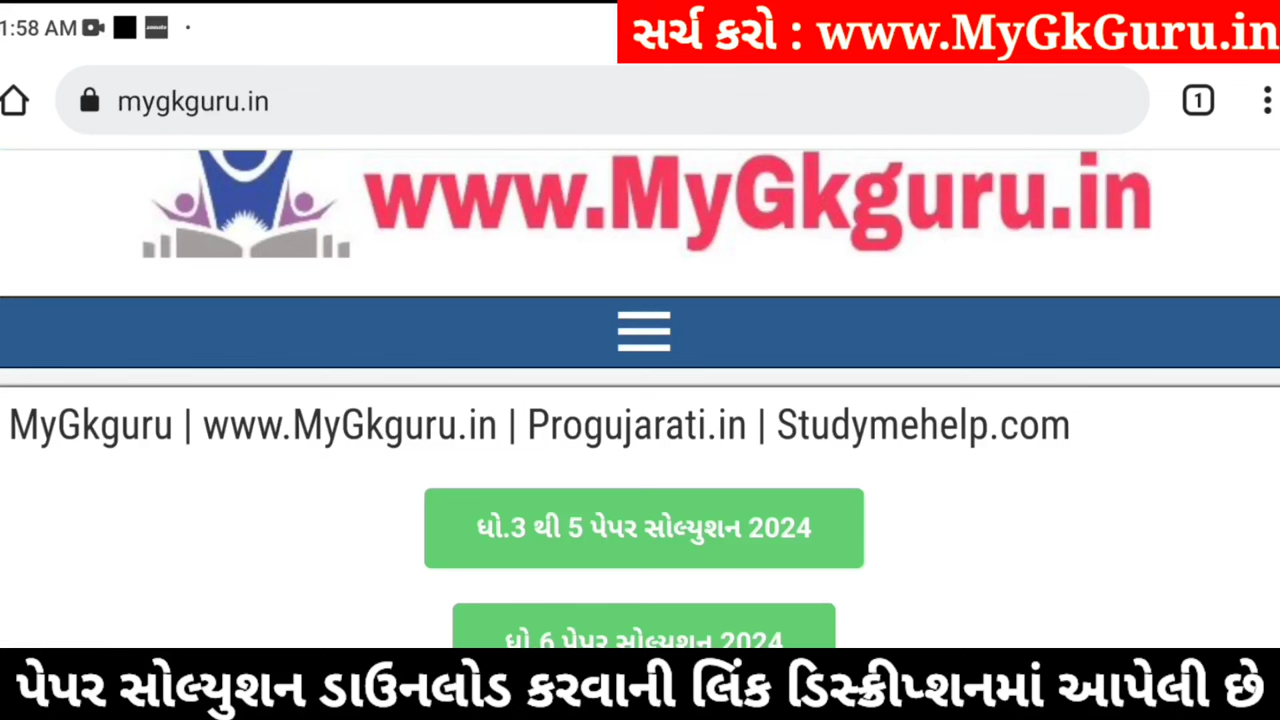 1:58 AM
સર્ચ કરો : www.MyGkGuru.in
mygkguru.in
1
www.MyGkguru.in
MyGkguru | www.MyGkguru.in | Progujarati.in | Studymehelp.com
ધો.3 થી 5 પેપર સોલ્યુશન 2024
ધો.6 પેપર સોલ્યુશન 2024
પેપર સોલ્યુશન ડાઉનલોડ કરવાની લિંક ડિસ્ક્રીપ્શનમાં આપેલી છે